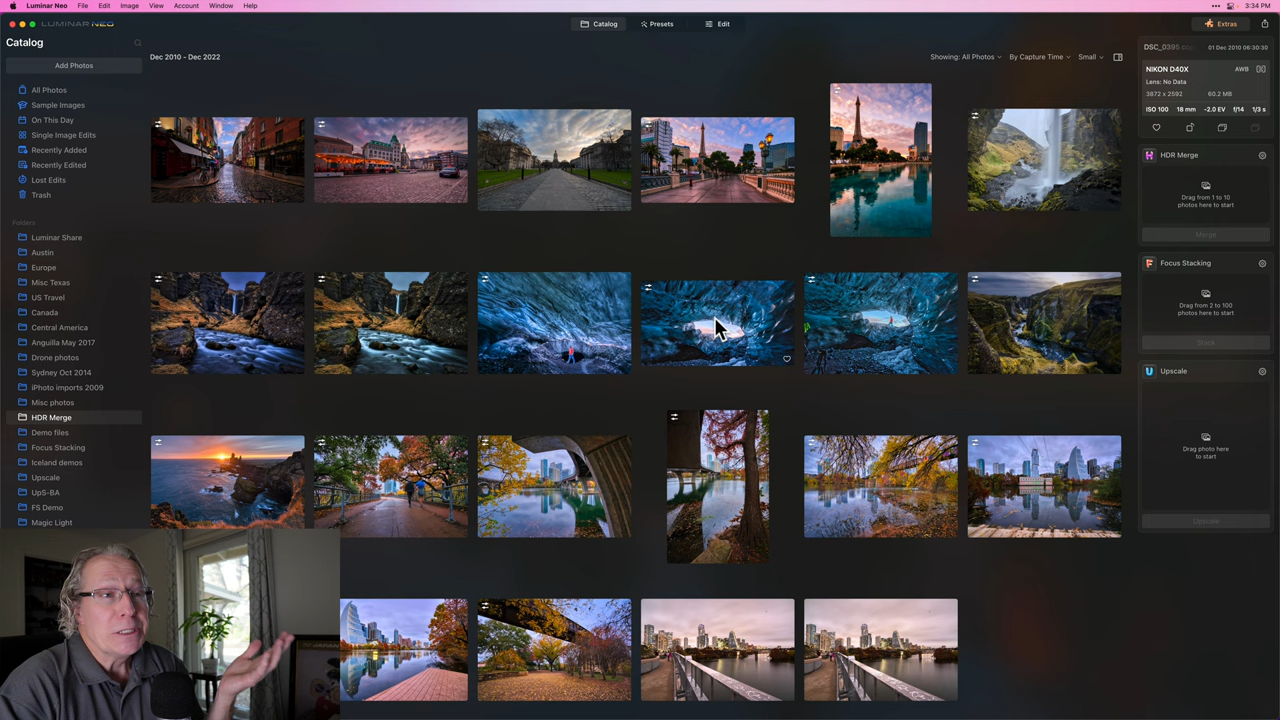 Luminar Neo File Edit Image View Account Window Help
3:34 PM
LUMINAR NEO
Catalog
Presets
Edit
Extras
Catalog
Add Photos
All Photos
Sample Images
On This Day
Single Image Edits
Recently Added
Recently Edited
Lost Edits
Trash
Folders
Luminar Share
Austin
Europe
Misc Texas
US Travel
Canada
Central America
Anguilla May 2017
Drone photos
Sydney Oct 2014
iPhoto imports 2009
Misc photos
HDR Merge
Demo files
Focus Stacking
Iceland demos
Upscale
UpS-BA
FS Demo
Magic Light
Dec 2010 - Dec 2022
Showing: All Photos
By Capture Time
Small
DSC_0395
01 Dec 2010 06:30:30
NIKON D40X
AWB
Lens: No Data
3872 x 2592
60.2 MB
ISO 100 18 mm -2.0 EV f/14 1/3 s
HDR Merge
Drag from 1 to 10
photos here to start
Merge
Focus Stacking
Drag from 2 to 100
photos here to start
Stack
Upscale
Drag photo here
to start
Upscale